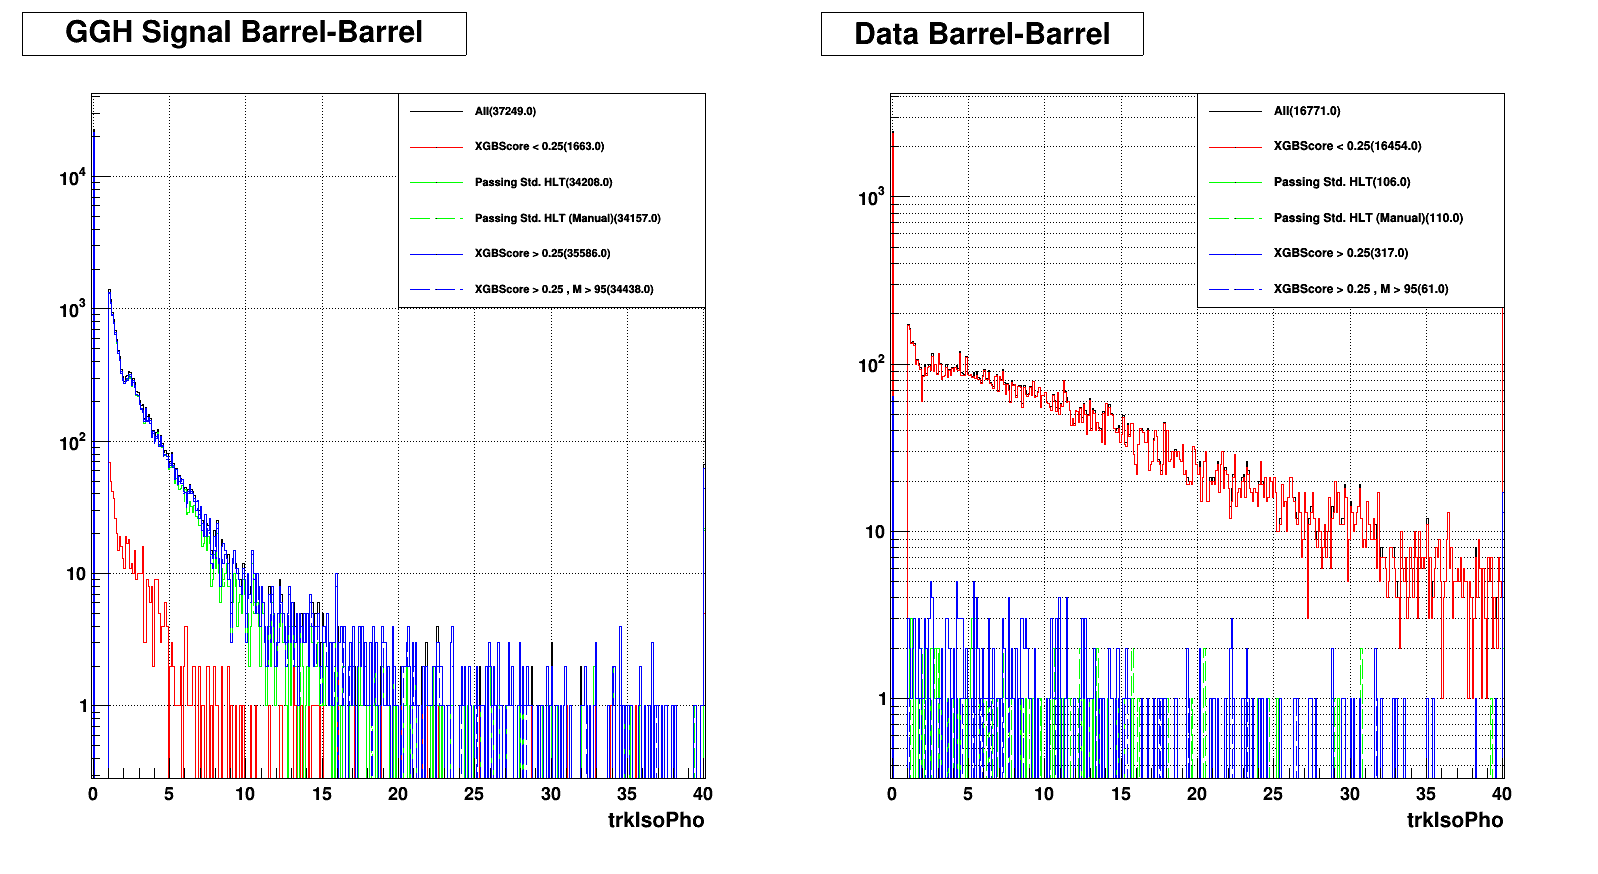 GGH Signal Barrel-Barrel
All(37249.0)
XGBScore < 0.25(1663.0)
Passing Std. HLT(34208.0)
Passing Std. HLT (Manual)(34157.0)
XGBScore > 0.25(35586.0)
XGBScore > 0.25 , M > 95(34438.0)
10^4
10^3
10^2
10
1
0 5 10 15 20 25 30 35 40
trkIsoPho
Data Barrel-Barrel
All(16771.0)
XGBScore < 0.25(16454.0)
Passing Std. HLT(106.0)
Passing Std. HLT (Manual)(110.0)
XGBScore > 0.25(317.0)
XGBScore > 0.25 , M > 95(61.0)
10^3
10^2
10
1
0 5 10 15 20 25 30 35 40
trkIsoPho